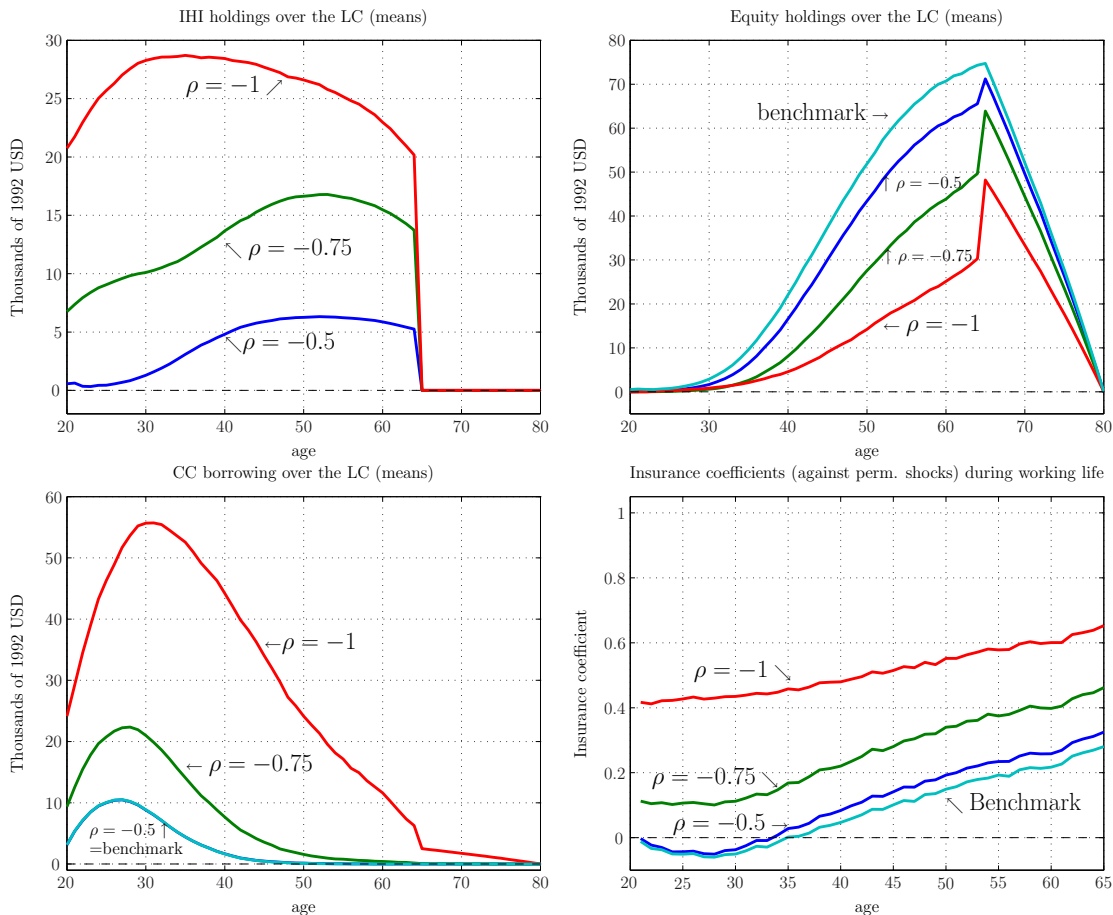 IHI holdings over the LC (means)
Thousands of 1992 USD
30
25
20
15
10
5
0
ρ = −1 ↗
↖ ρ = −0.75
↖ ρ = −0.5
20 30 40 50 60 70 80
age
Equity holdings over the LC (means)
Thousands of 1992 USD
80
70
60
50
40
30
20
10
0
benchmark →
↑ ρ = −0.5
↑ ρ = −0.75
← ρ = −1
20 30 40 50 60 70 80
age
CC borrowing over the LC (means)
Thousands of 1992 USD
60
50
40
30
20
10
0
← ρ = −1
← ρ = −0.75
ρ = −0.5 ↑
=benchmark
20 30 40 50 60 70 80
age
Insurance coefficients (against perm. shocks) during working life
Insurance coefficient
1
0.8
0.6
0.4
0.2
0
ρ = −1 ↘
ρ = −0.75 ↘
ρ = −0.5 →
↖ Benchmark
20 25 30 35 40 45 50 55 60 65
age